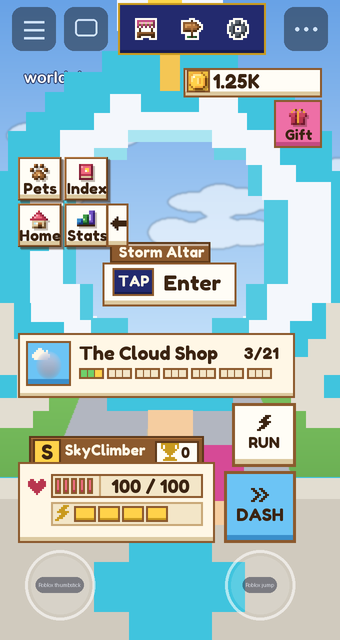 world
1.25K
Gift
Pets
Index
Home
Stats
Storm Altar
TAP
Enter
The Cloud Shop
3/21
RUN
S
SkyClimber
0
100 / 100
DASH
Roblox thumbstick
Roblox jump